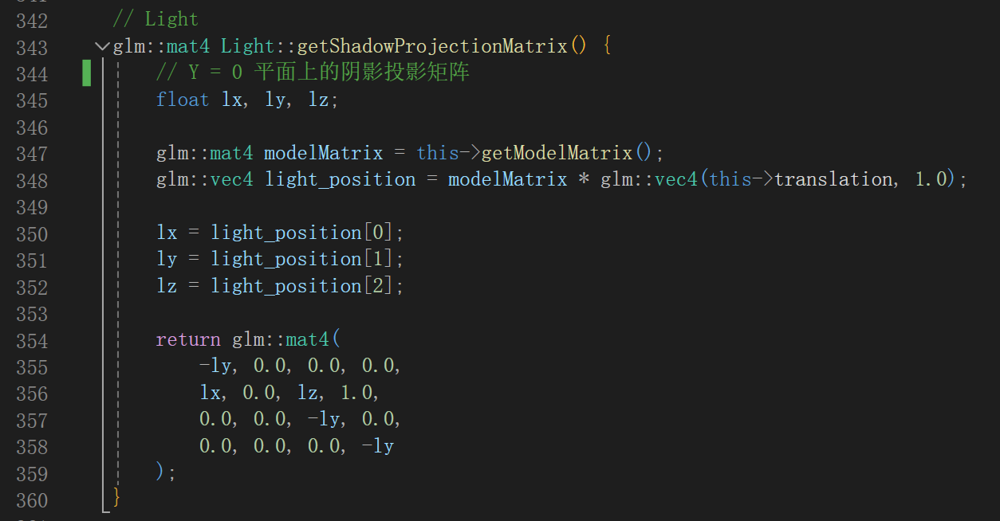 342 // Light
343 glm::mat4 Light::getShadowProjectionMatrix() {
344 // Y = 0 平面上的阴影投影矩阵
345 float lx, ly, lz;
346
347 glm::mat4 modelMatrix = this->getModelMatrix();
348 glm::vec4 light_position = modelMatrix * glm::vec4(this->translation, 1.0);
349
350 lx = light_position[0];
351 ly = light_position[1];
352 lz = light_position[2];
353
354 return glm::mat4(
355 -ly, 0.0, 0.0, 0.0,
356 lx, 0.0, lz, 1.0,
357 0.0, 0.0, -ly, 0.0,
358 0.0, 0.0, 0.0, -ly
359 );
360 }